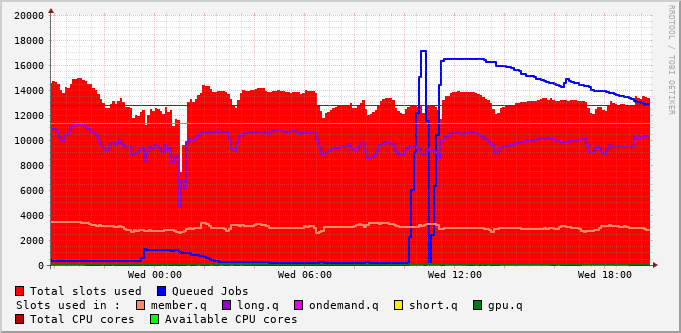 20000
18000
16000
14000
12000
10000
8000
6000
4000
2000
0
Wed 00:00 Wed 06:00 Wed 12:00 Wed 18:00
RRDTOOL / TOBI OETIKER
Total slots used Queued Jobs
Slots used in : member.q long.q ondemand.q short.q gpu.q
Total CPU cores Available CPU cores